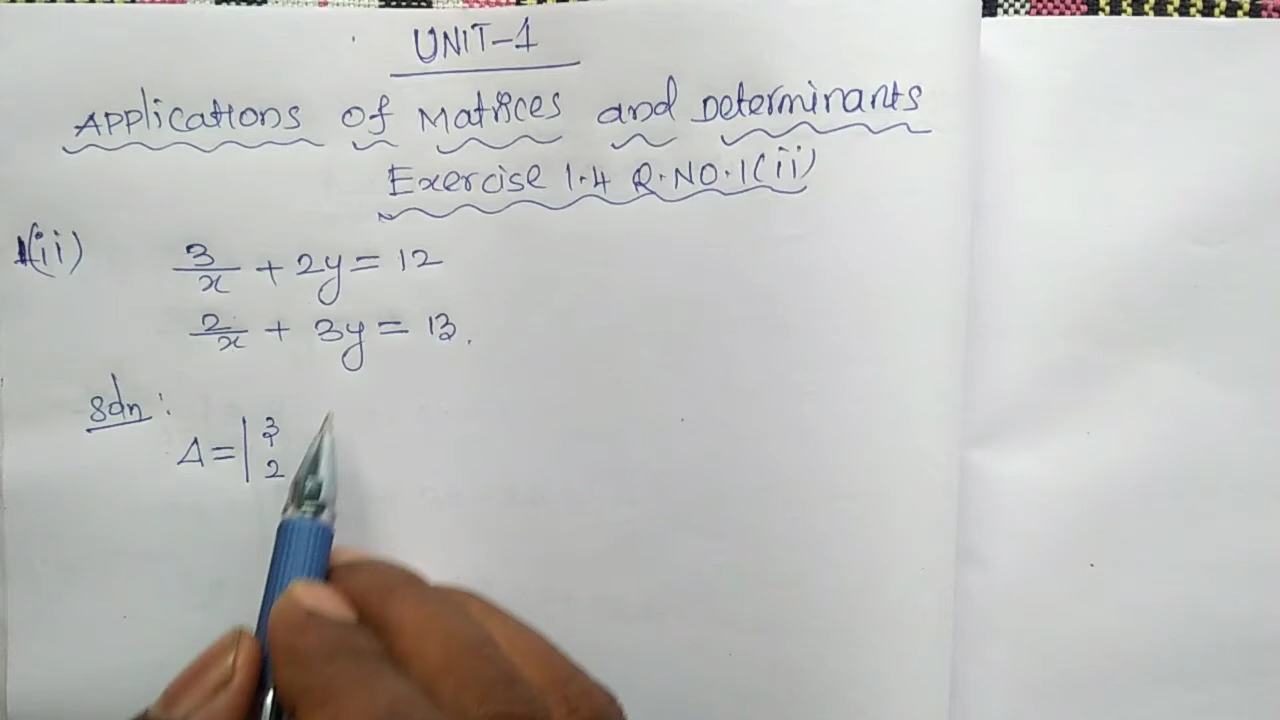 UNIT-1
Applications of Matrices and Determinants
Exercise 1.4 Q.NO.1(ii)
1(ii) 3/x + 2y = 12
2/x + 3y = 13.
Soln:
Δ = | 3
2